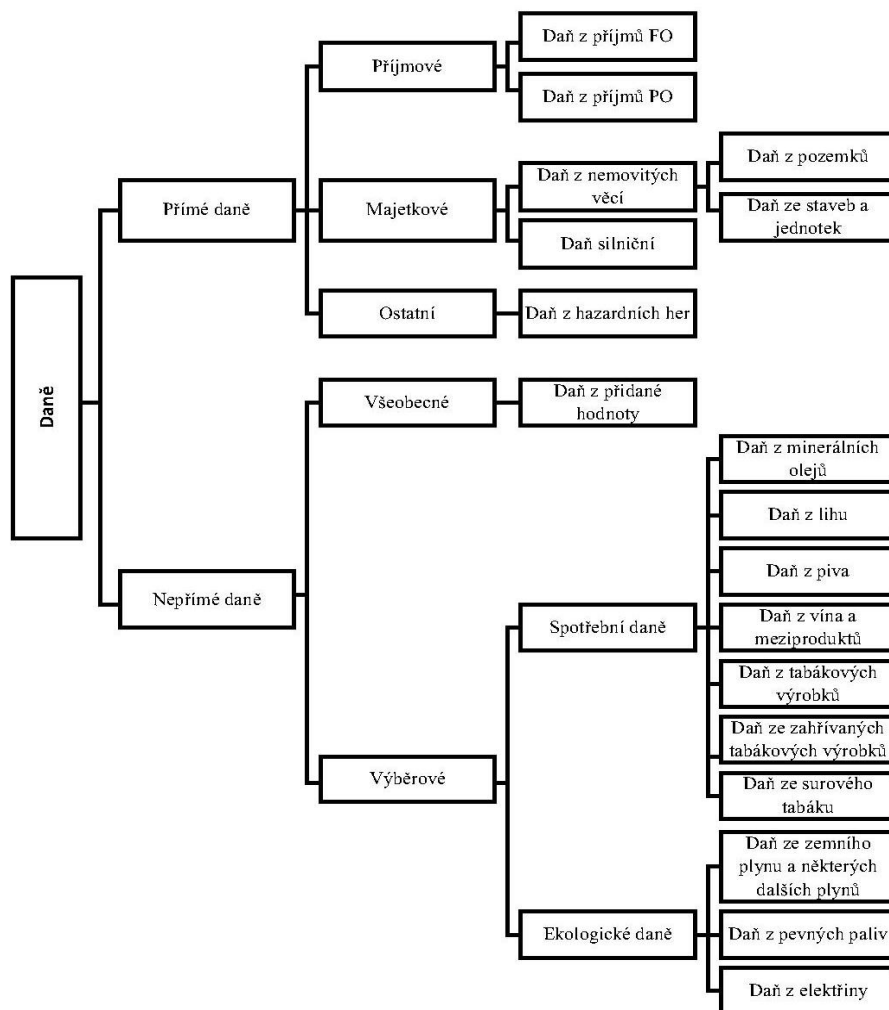 Daně
Přímé daně
Příjmové
Daň z příjmů FO
Daň z příjmů PO
Majetkové
Daň z nemovitých
věcí
Daň z pozemků
Daň ze staveb a
jednotek
Daň silniční
Ostatní
Daň z hazardních her
Nepřímé daně
Všeobecné
Daň z přidané
hodnoty
Výběrové
Spotřební daně
Daň z minerálních
olejů
Daň z lihu
Daň z piva
Daň z vína a
meziproduktů
Daň z tabákových
výrobků
Daň ze zahřívaných
tabákových výrobků
Daň ze surového
tabáku
Ekologické daně
Daň ze zemního
plynu a některých
dalších plynů
Daň z pevných paliv
Daň z elektřiny